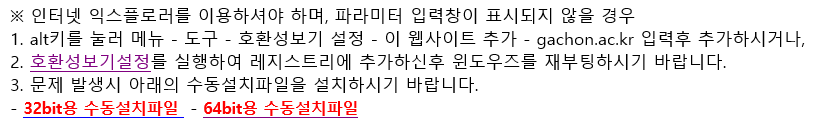 ※ 인터넷 익스플로러를 이용하셔야 하며, 파라미터 입력창이 표시되지 않을 경우
1. alt키를 눌러 메뉴 - 도구 - 호환성보기 설정 - 이 웹사이트 추가 - gachon.ac.kr 입력후 추가하시거나,
2. 호환성보기설정를 실행하여 레지스트리에 추가하신후 윈도우즈를 재부팅하시기 바랍니다.
3. 문제 발생시 아래의 수동설치파일을 설치하시기 바랍니다.
- 32bit용 수동설치파일 - 64bit용 수동설치파일